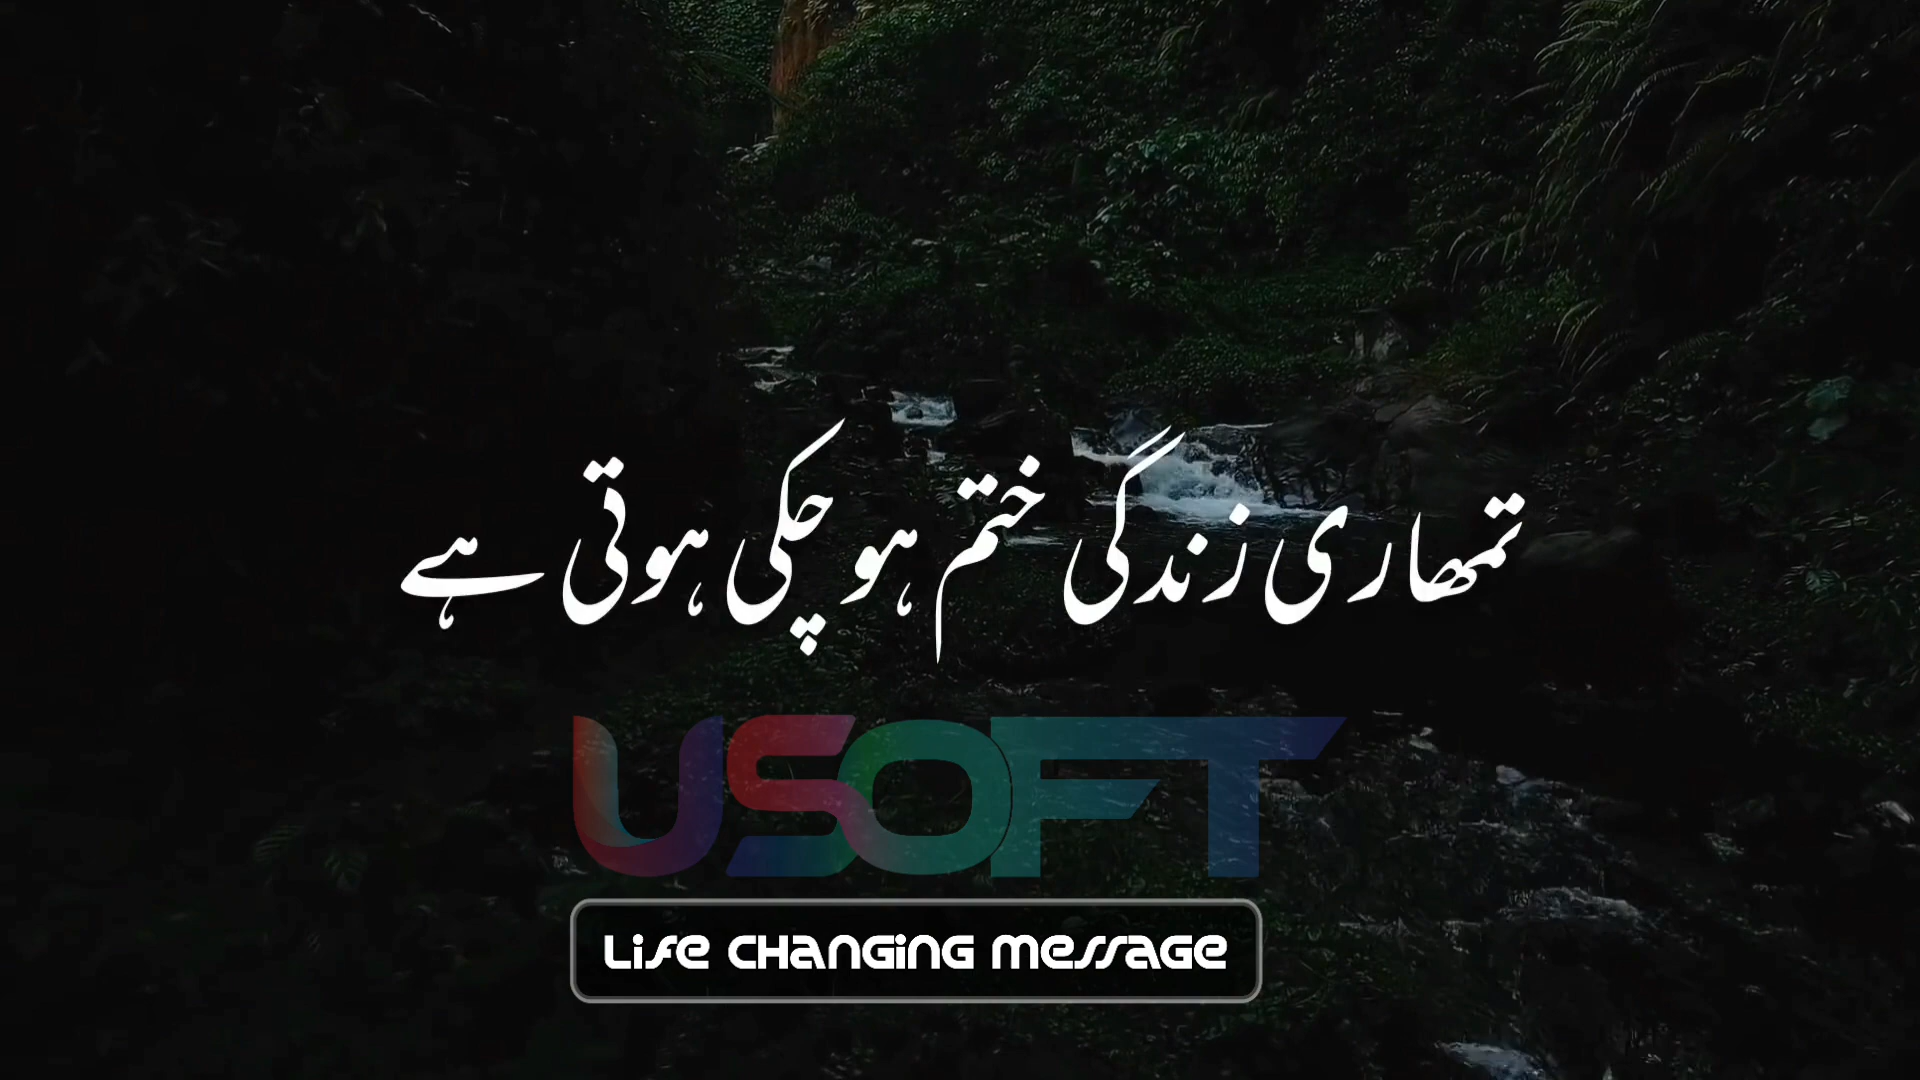 تمھاری زندگی ختم ہو چکی ہوتی ہے
USOFT
Life Changing Message